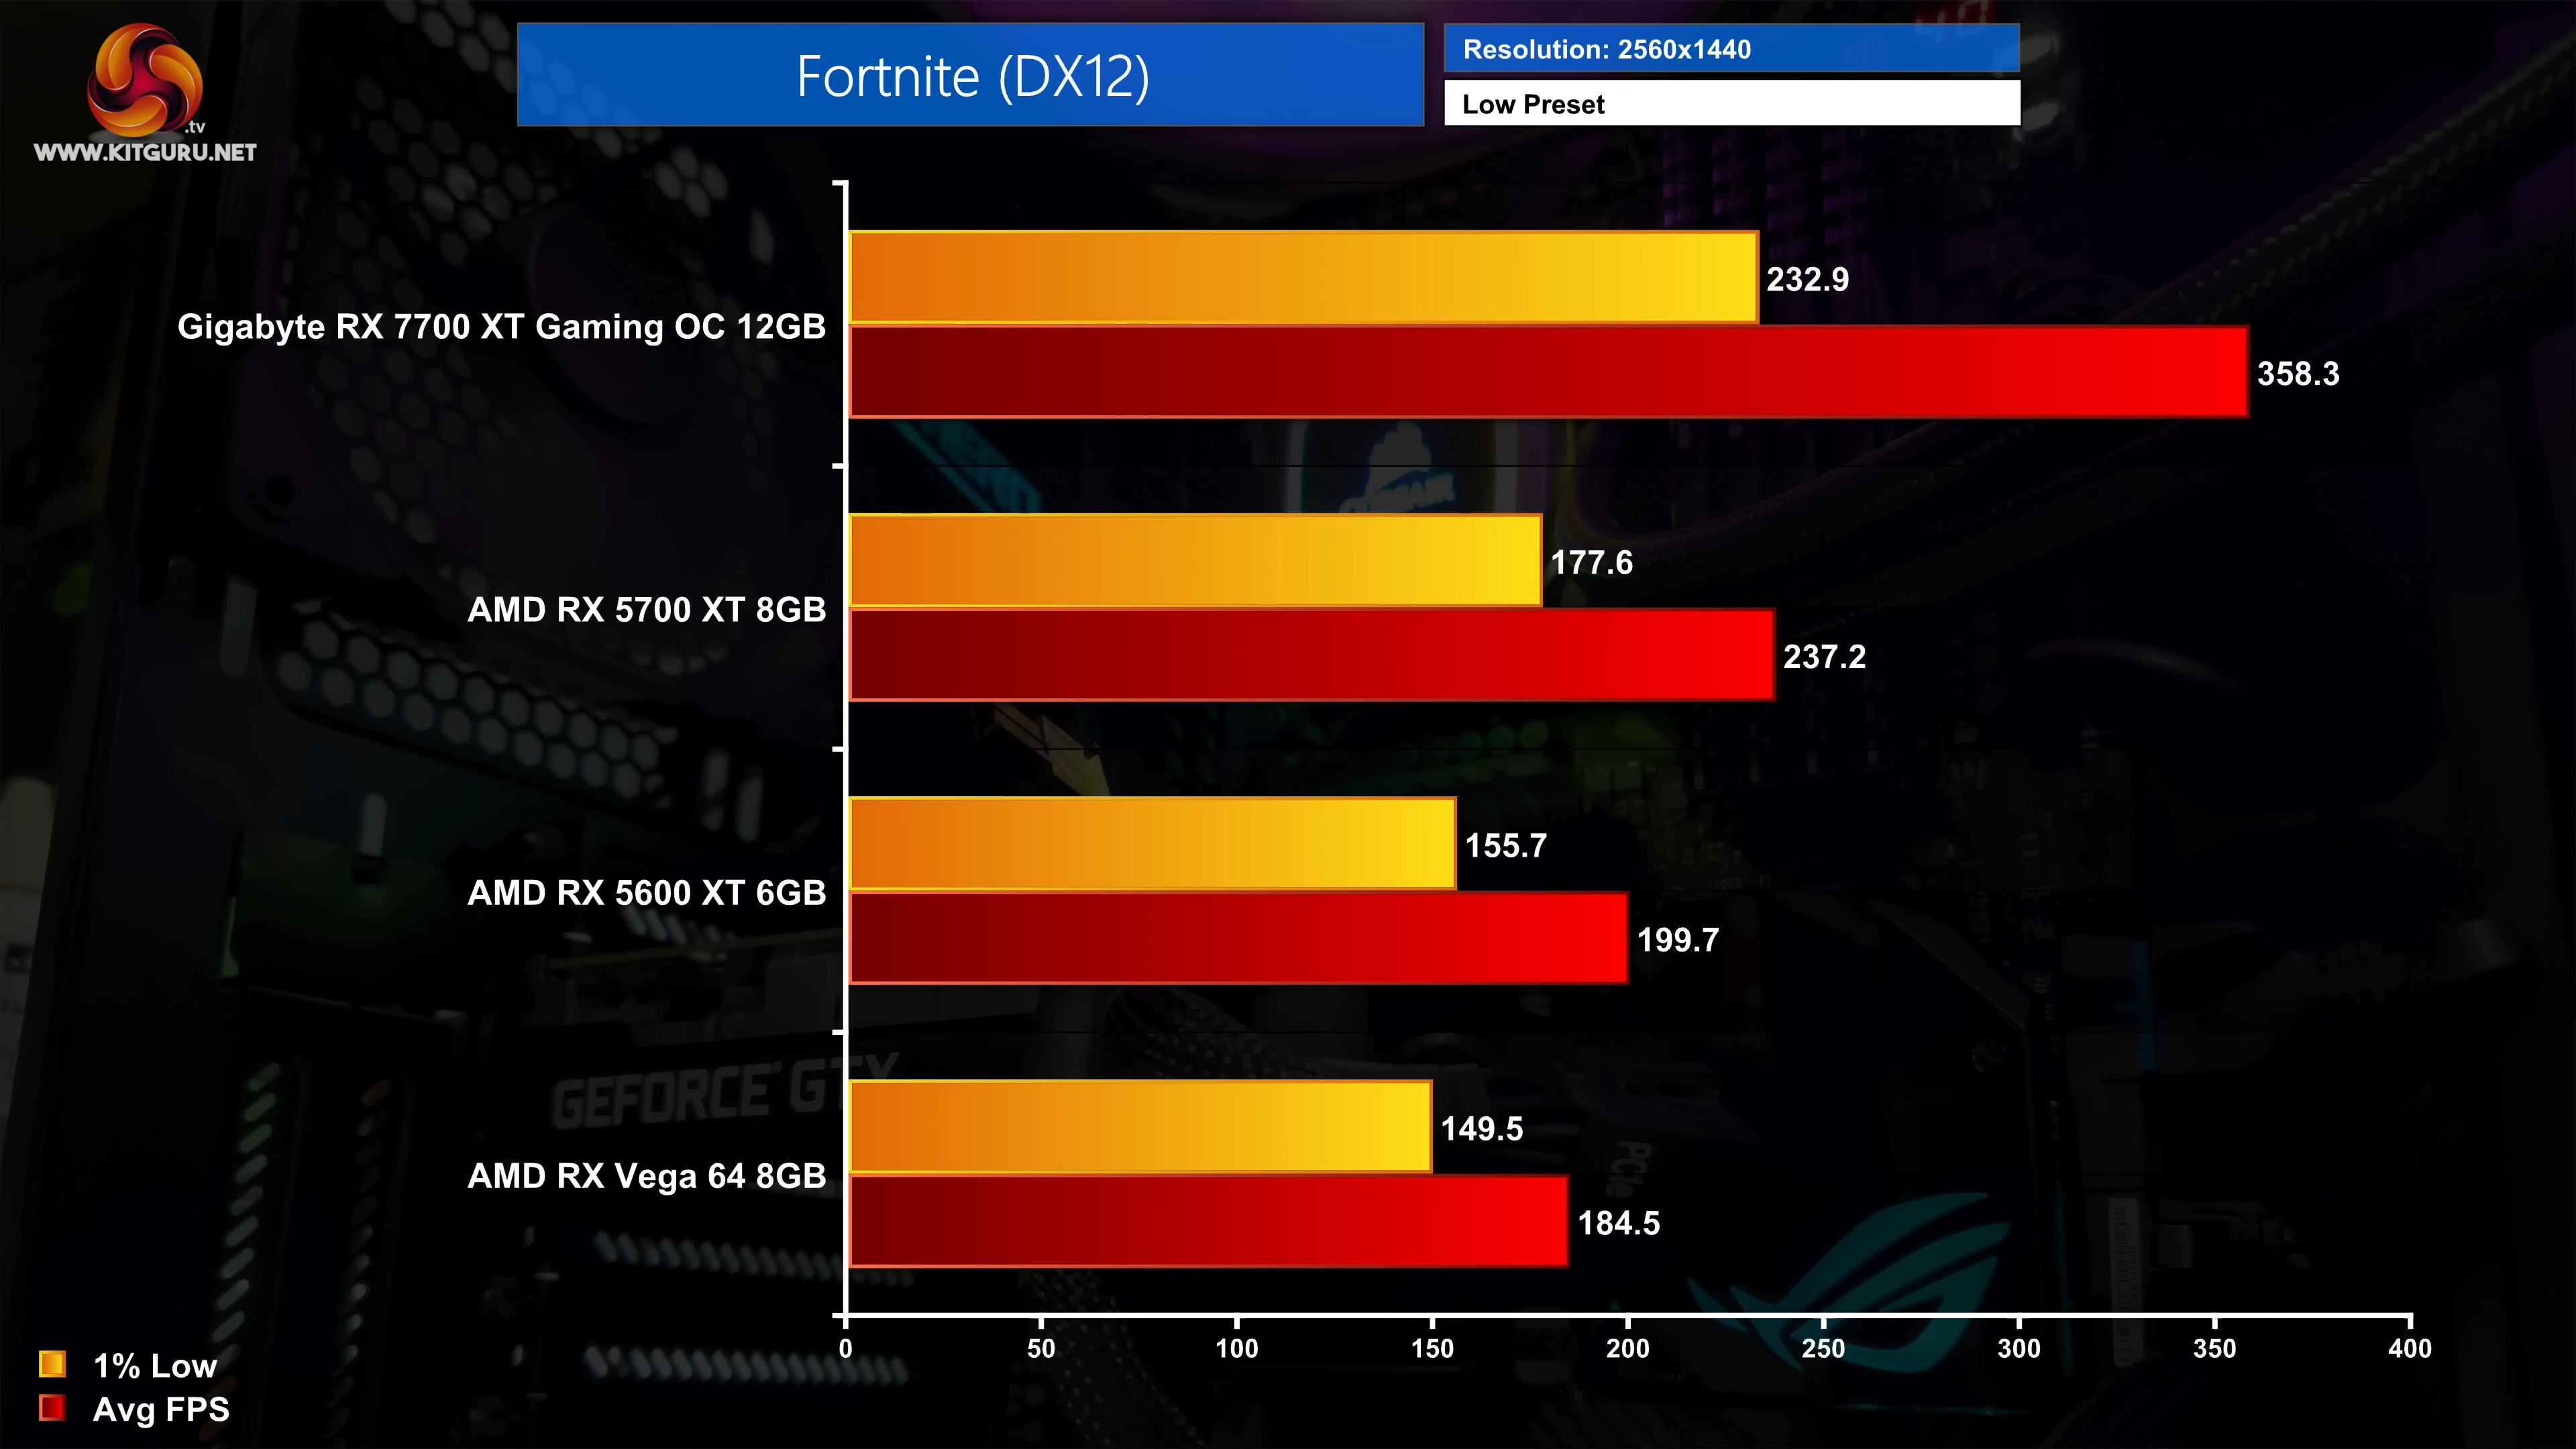 .tv
WWW.KITGURU.NET
Fortnite (DX12)
Resolution: 2560x1440
Low Preset
Gigabyte RX 7700 XT Gaming OC 12GB
232.9
358.3
AMD RX 5700 XT 8GB
177.6
237.2
AMD RX 5600 XT 6GB
155.7
199.7
GEFORCE GTX
PCIe
AMD RX Vega 64 8GB
149.5
184.5
0 50 100 150 200 250 300 350 400
1% Low
Avg FPS